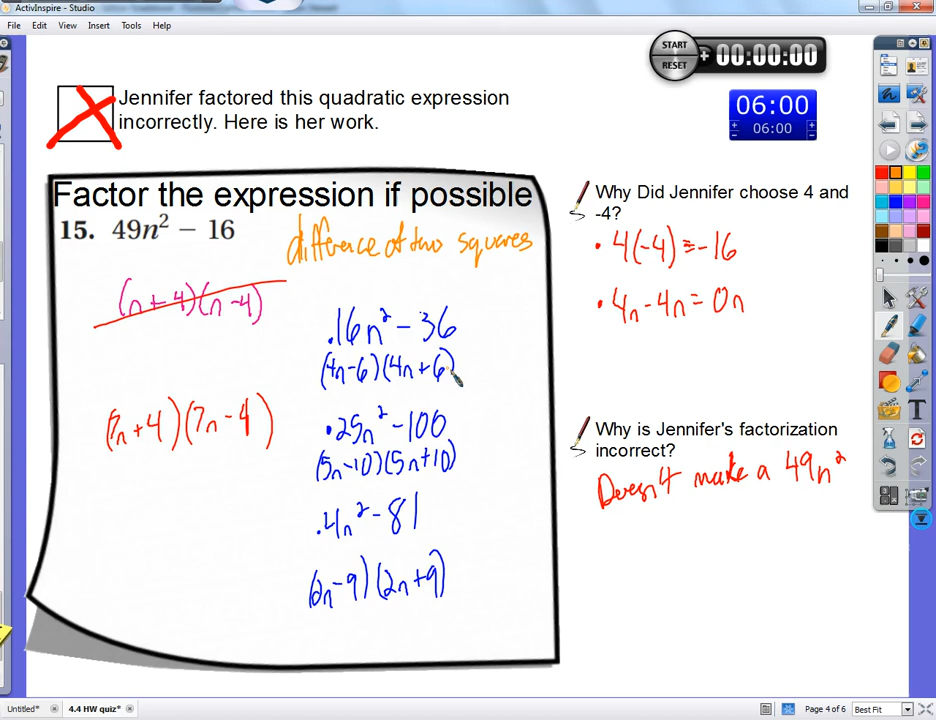 ActivInspire - Studio
File Edit View Insert Tools
START
RESET
00:00:00
06:00
06:00
Jennifer factored this quadratic expression
incorrectly. Here is her work.
Factor the expression if possible
15. 49n² − 16
difference of two squares
(n + 4)(n − 4)
.16n² − 36
(4n − 6)(4n + 6)
(7n + 4)(7n − 4)
•25n² − 100
(5n − 10)(5n + 10)
.4n² − 81
(2n − 9)(2n + 9)
Why Did Jennifer choose 4 and
-4?
• 4(−4) = −16
• 4n − 4n = 0n
Why is Jennifer's factorization
incorrect?
Doesn't make a 49n²
Untitled* 4.4 HW quiz* Page 4 of 6 Best Fit